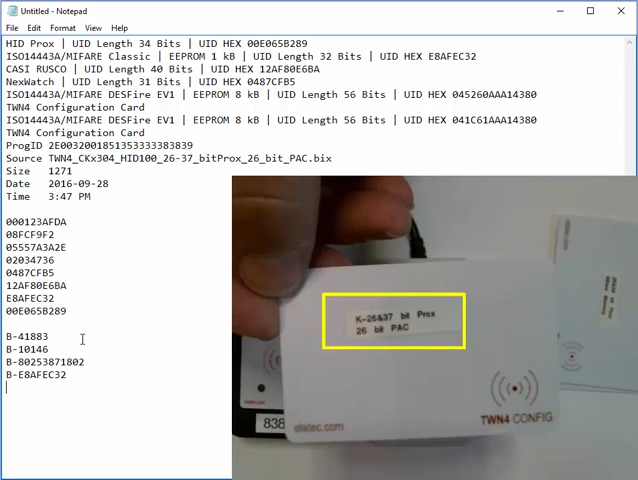 Untitled - Notepad
File Edit Format View Help
HID Prox | UID Length 34 Bits | UID HEX 00E065B289
ISO14443A/MIFARE Classic | EEPROM 1 kB | UID Length 32 Bits | UID HEX E8AFEC32
CASI RUSCO | UID Length 40 Bits | UID HEX 12AF80E6BA
NexWatch | UID Length 31 Bits | UID HEX 0487CFB5
ISO14443A/MIFARE DESFire EV1 | EEPROM 8 kB | UID Length 56 Bits | UID HEX 045260AAA14380
TWN4 Configuration Card
ISO14443A/MIFARE DESFire EV1 | EEPROM 8 kB | UID Length 56 Bits | UID HEX 041C61AAA14380
TWN4 Configuration Card
ProgID 2E0032001851353333383839
Source TWN4_CKx304_HID100_26-37_bitProx_26_bit_PAC.bix
Size 1271
Date 2016-09-28
Time 3:47 PM
000123AFDA
08FCF9F2
05557A3A2E
02034736
0487CFB5
12AF80E6BA
E8AFEC32
00E065B289
B-41883
B-10146
B-80253871802
B-E8AFEC32
K-26&37 bit Prox
26 bit PAC
TWN4 CONFIG
elatec.com
838